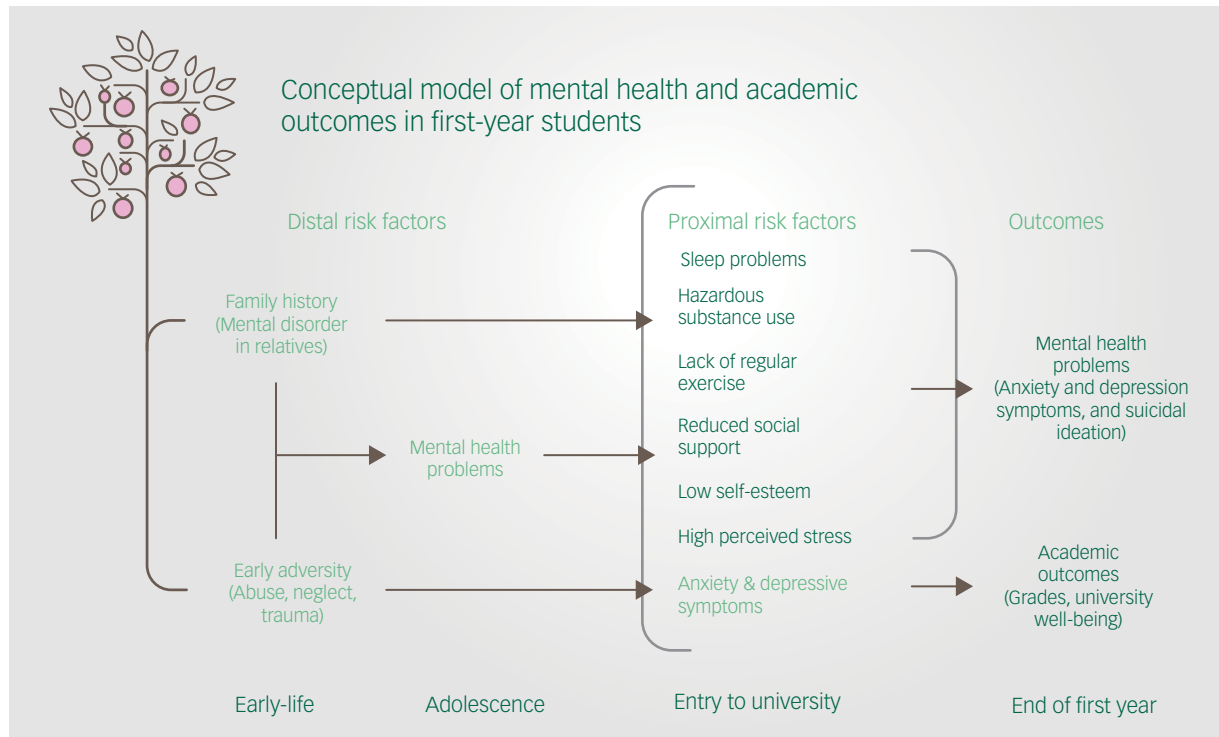 Conceptual model of mental health and academic
outcomes in first-year students
Distal risk factors
Proximal risk factors
Outcomes
Family history
(Mental disorder
in relatives)
Mental health
problems
Early adversity
(Abuse, neglect,
trauma)
Sleep problems
Hazardous
substance use
Lack of regular
exercise
Reduced social
support
Low self-esteem
High perceived stress
Anxiety & depressive
symptoms
Mental health
problems
(Anxiety and depression
symptoms, and suicidal
ideation)
Academic
outcomes
(Grades, university
well-being)
Early-life
Adolescence
Entry to university
End of first year